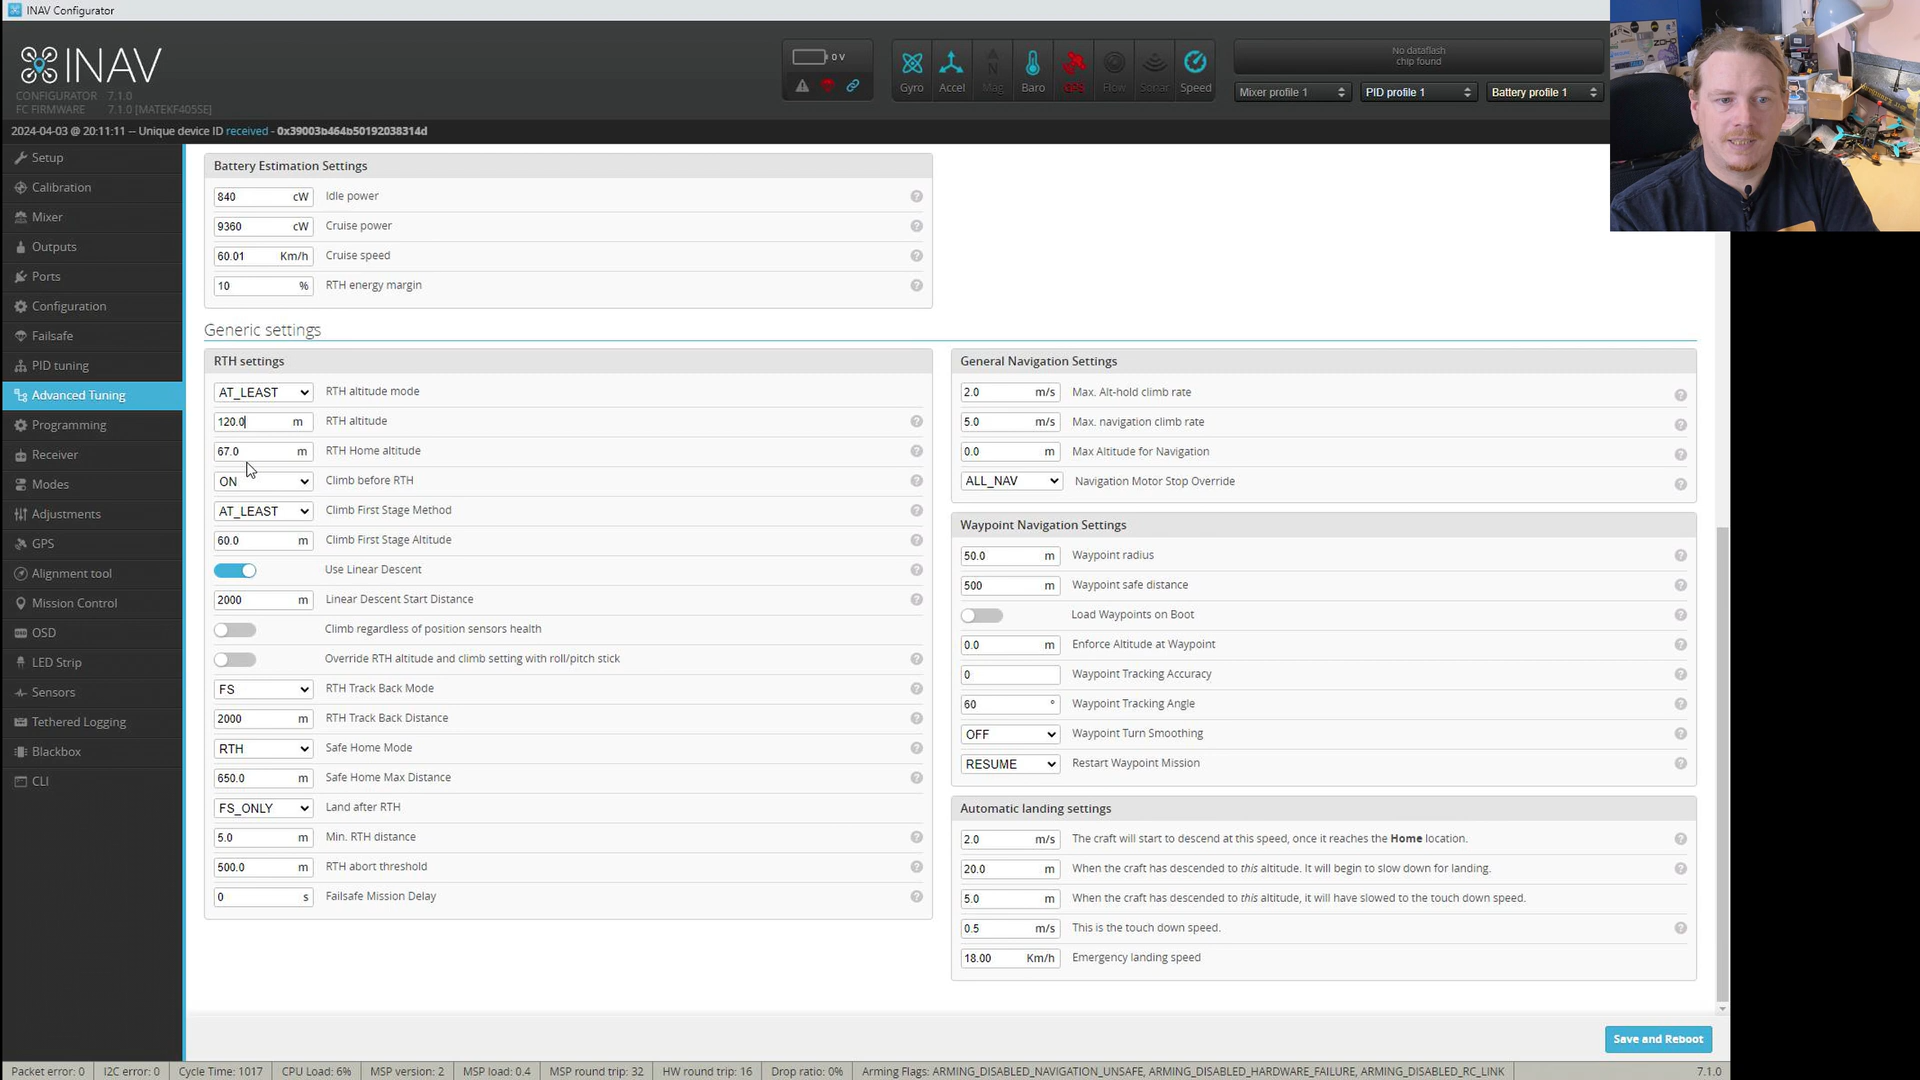 INAV Configurator
INAV
CONFIGURATOR 7.1.0
FC FIRMWARE 7.1.0 [MATEKF405SE]
0 V
Gyro
Accel
Mag
Baro
GPS
Flow
Sonar
Speed
No dataflash
chip found
Mixer profile 1
PID profile 1
Battery profile 1
2024-04-03 @ 20:11:11 -- Unique device ID received - 0x39003b464b50192038314d
Setup
Calibration
Mixer
Outputs
Ports
Configuration
Failsafe
PID tuning
Advanced Tuning
Programming
Receiver
Modes
Adjustments
GPS
Alignment tool
Mission Control
OSD
LED Strip
Sensors
Tethered Logging
Blackbox
CLI
Battery Estimation Settings
840 cW Idle power
9360 cW Cruise power
60.01 Km/h Cruise speed
10 % RTH energy margin
Generic settings
RTH settings
AT_LEAST RTH altitude mode
120.0 m RTH altitude
67.0 m RTH Home altitude
ON Climb before RTH
AT_LEAST Climb First Stage Method
60.0 m Climb First Stage Altitude
Use Linear Descent
2000 m Linear Descent Start Distance
Climb regardless of position sensors health
Override RTH altitude and climb setting with roll/pitch stick
FS RTH Track Back Mode
2000 m RTH Track Back Distance
RTH Safe Home Mode
650.0 m Safe Home Max Distance
FS_ONLY Land after RTH
5.0 m Min. RTH distance
500.0 m RTH abort threshold
0 s Failsafe Mission Delay
General Navigation Settings
2.0 m/s Max. Alt-hold climb rate
5.0 m/s Max. navigation climb rate
0.0 m Max Altitude for Navigation
ALL_NAV Navigation Motor Stop Override
Waypoint Navigation Settings
50.0 m Waypoint radius
500 m Waypoint safe distance
Load Waypoints on Boot
0.0 m Enforce Altitude at Waypoint
0 Waypoint Tracking Accuracy
60 ° Waypoint Tracking Angle
OFF Waypoint Turn Smoothing
RESUME Restart Waypoint Mission
Automatic landing settings
2.0 m/s The craft will start to descend at this speed, once it reaches the Home location.
20.0 m When the craft has descended to this altitude. It will begin to slow down for landing.
5.0 m When the craft has descended to this altitude, it will have slowed to the touch down speed.
0.5 m/s This is the touch down speed.
18.00 Km/h Emergency landing speed
Save and Reboot
Packet error: 0
I2C error: 0
Cycle Time: 1017
CPU Load: 6%
MSP version: 2
MSP load: 0.4
MSP round trip: 32
HW round trip: 16
Drop ratio: 0%
Arming Flags: ARMING_DISABLED_NAVIGATION_UNSAFE, ARMING_DISABLED_HARDWARE_FAILURE, ARMING_DISABLED_RC_LINK
7.1.0